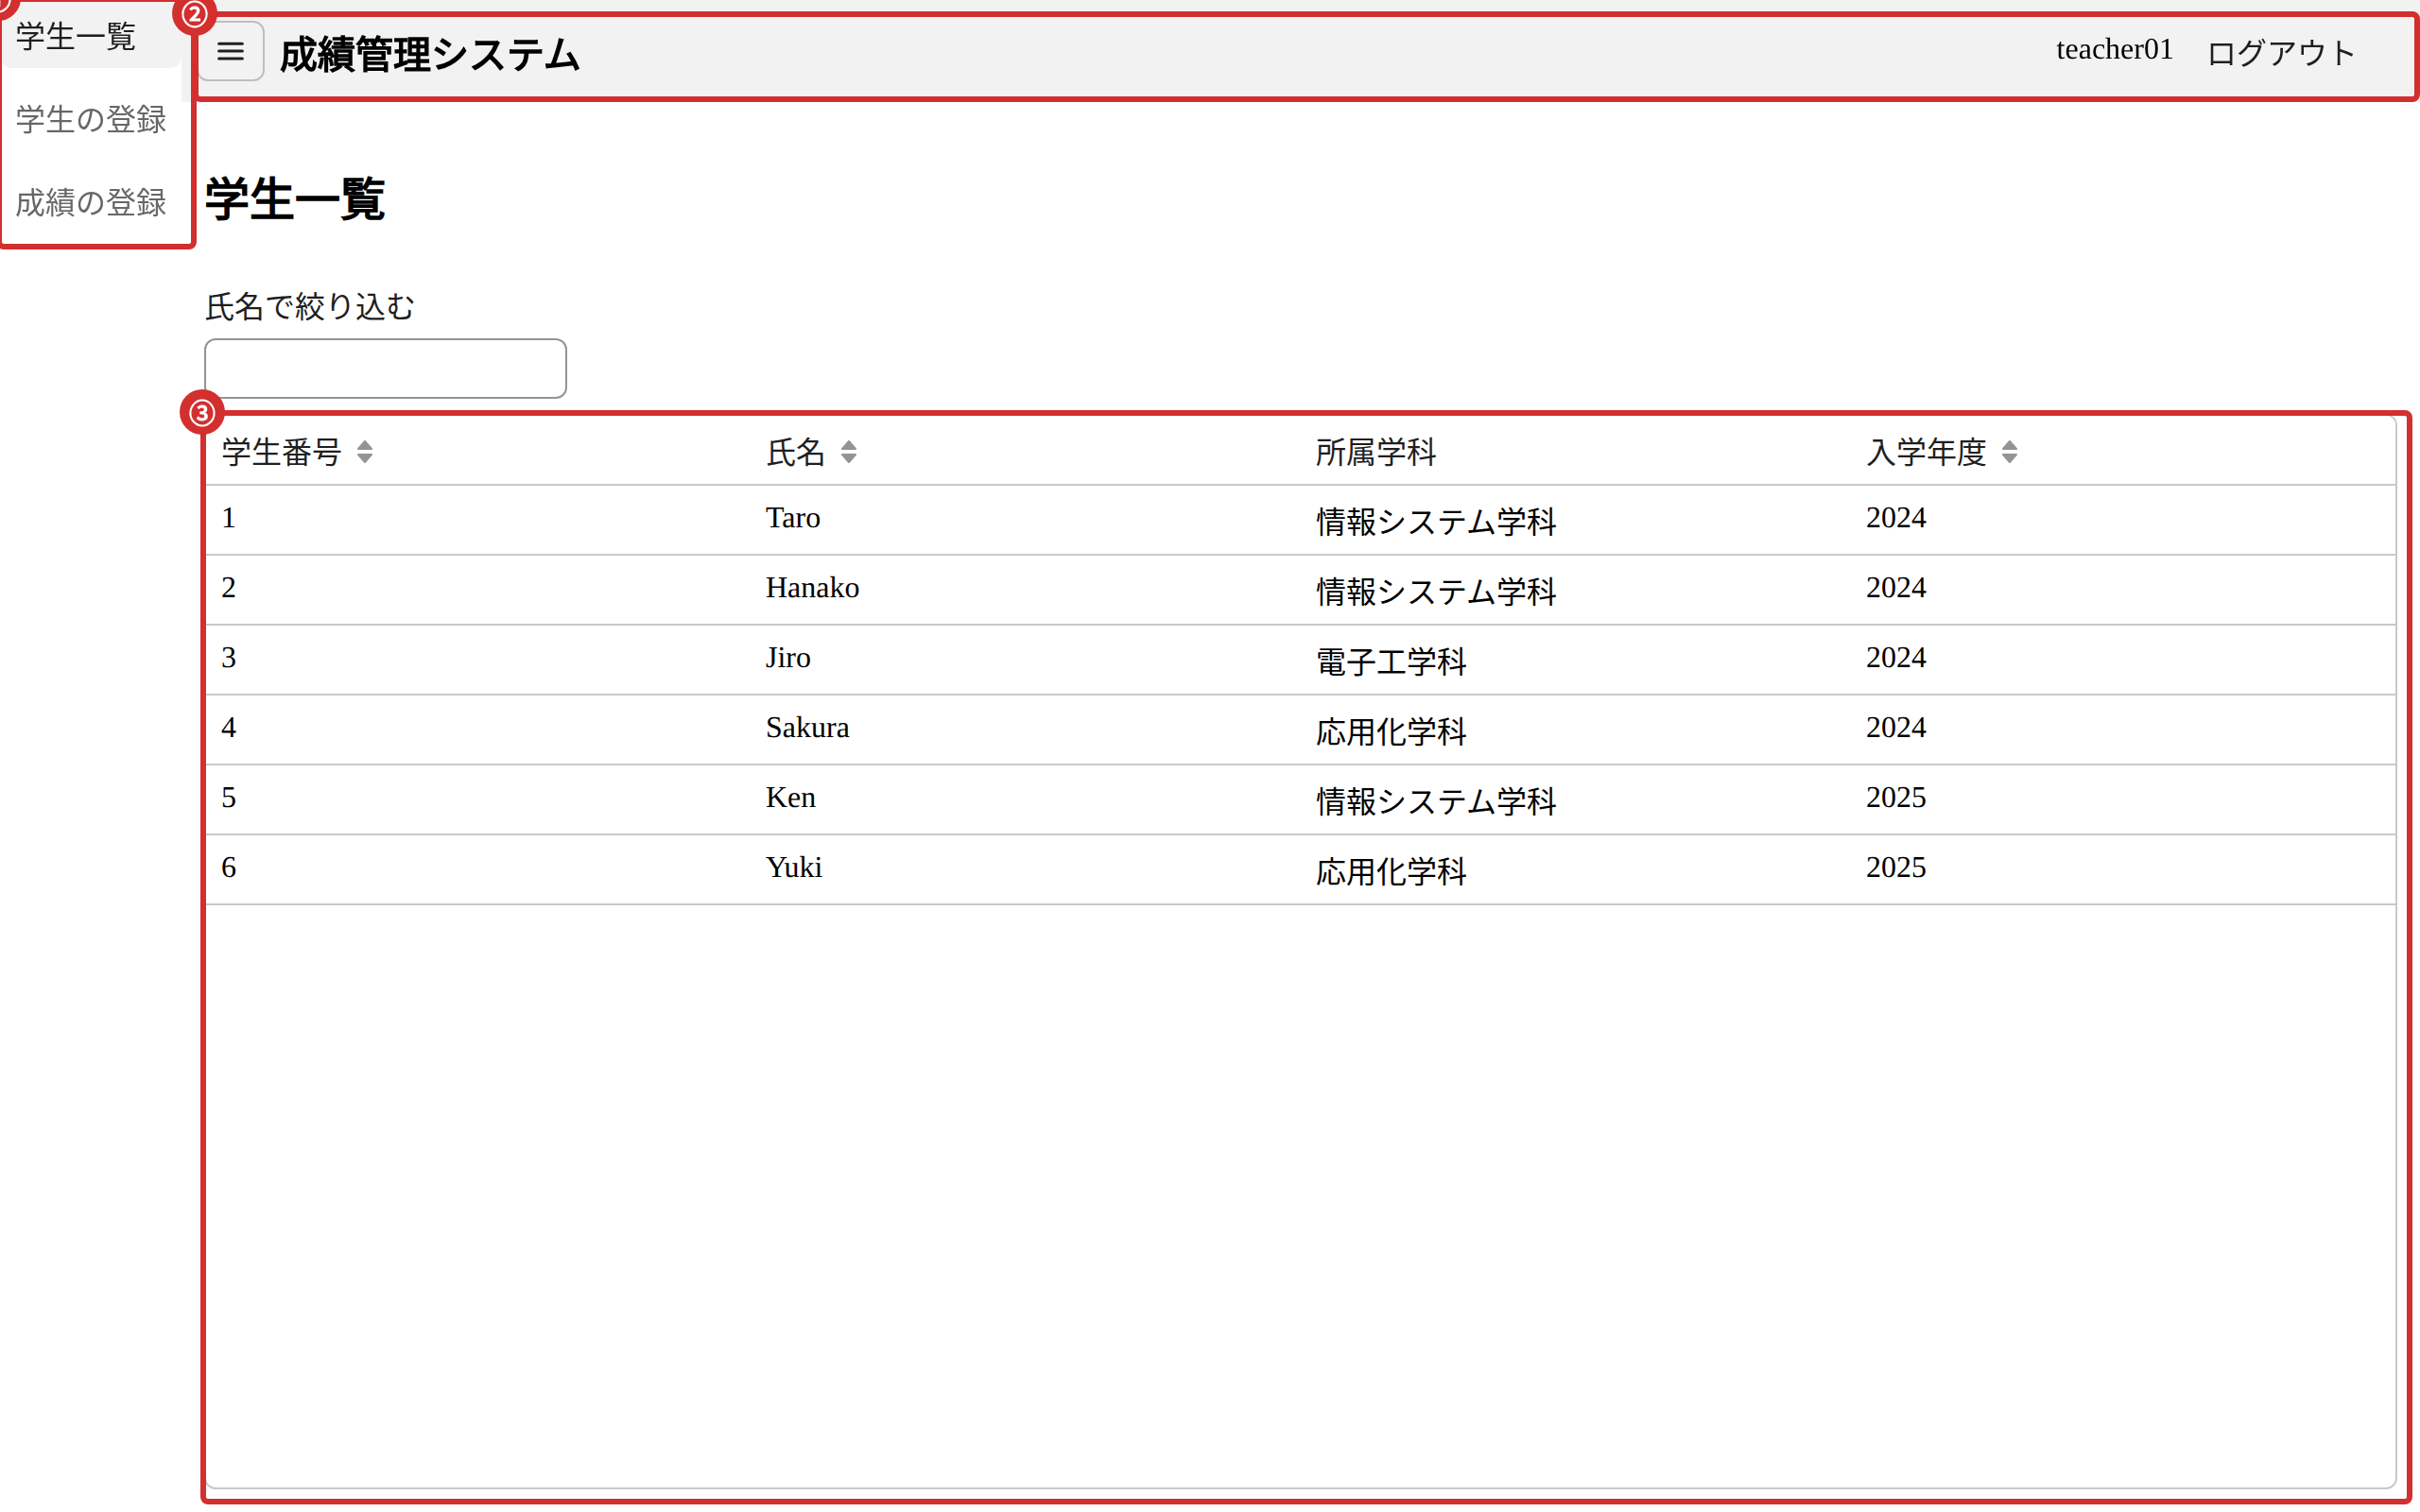 学生一覧
学生の登録
成績の登録
②
成績管理システム
teacher01 ログアウト
学生一覧
氏名で絞り込む
③
学生番号 氏名 所属学科 入学年度
1 Taro 情報システム学科 2024
2 Hanako 情報システム学科 2024
3 Jiro 電子工学科 2024
4 Sakura 応用化学科 2024
5 Ken 情報システム学科 2025
6 Yuki 応用化学科 2025